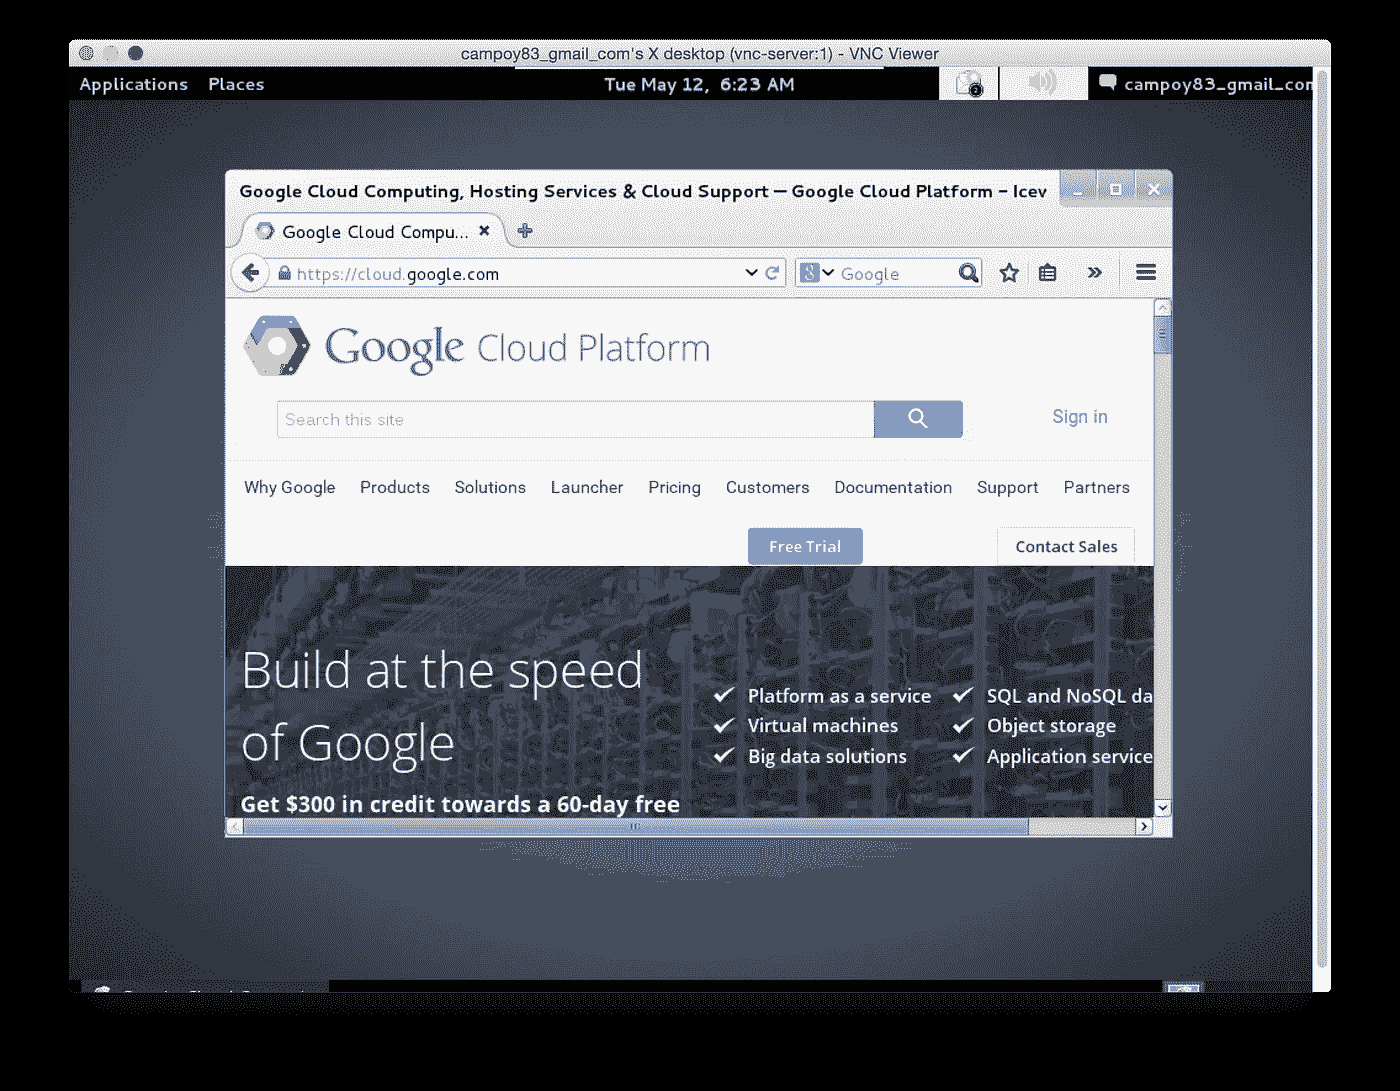 campoy83_gmail_com's X desktop (vnc-server:1) - VNC Viewer
Applications Places Tue May 12, 6:23 AM campoy83_gmail_con
Google Cloud Computing, Hosting Services & Cloud Support — Google Cloud Platform - Icev
Google Cloud Compu...
https://cloud.google.com Google
Google Cloud Platform
Search this site Sign in
Why Google Products Solutions Launcher Pricing Customers Documentation Support Partners
Free Trial Contact Sales
Build at the speed
of Google
Get $300 in credit towards a 60-day free
Platform as a service
Virtual machines
Big data solutions
SQL and NoSQL da
Object storage
Application service